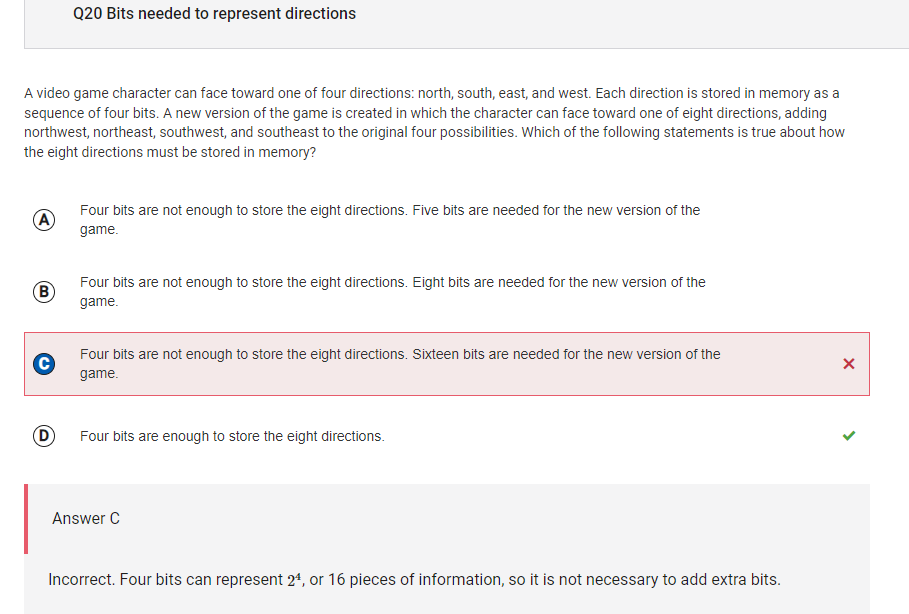 Q20 Bits needed to represent directions
A video game character can face toward one of four directions: north, south, east, and west. Each direction is stored in memory as a
sequence of four bits. A new version of the game is created in which the character can face toward one of eight directions, adding
northwest, northeast, southwest, and southeast to the original four possibilities. Which of the following statements is true about how
the eight directions must be stored in memory?
A Four bits are not enough to store the eight directions. Five bits are needed for the new version of the
game.
B Four bits are not enough to store the eight directions. Eight bits are needed for the new version of the
game.
C Four bits are not enough to store the eight directions. Sixteen bits are needed for the new version of the
game.
D Four bits are enough to store the eight directions.
Answer C
Incorrect. Four bits can represent 2⁴, or 16 pieces of information, so it is not necessary to add extra bits.